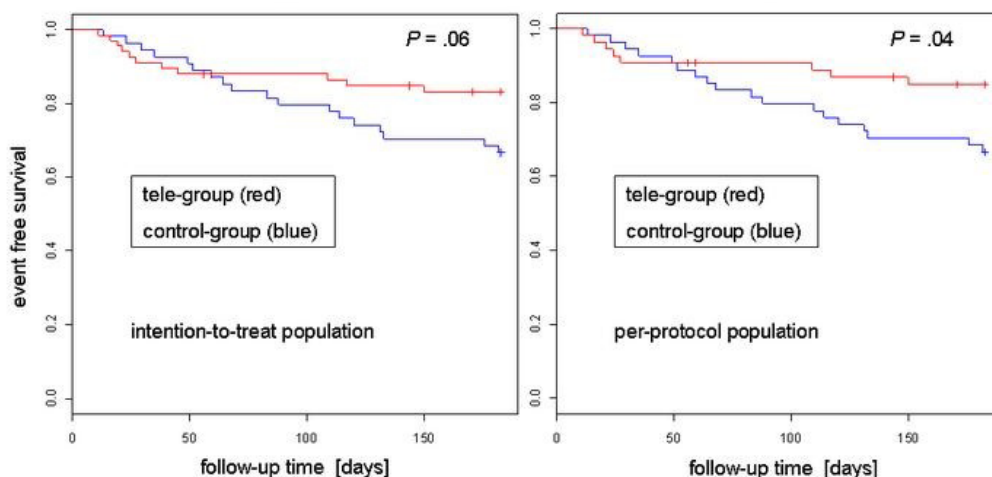 P = .06
tele-group (red)
control-group (blue)
intention-to-treat population
event free survival
0.0
0.2
0.4
0.6
0.8
1.0
0
50
100
150
follow-up time [days]
P = .04
tele-group (red)
control-group (blue)
per-protocol population
0.0
0.2
0.4
0.6
0.8
1.0
0
50
100
150
follow-up time [days]